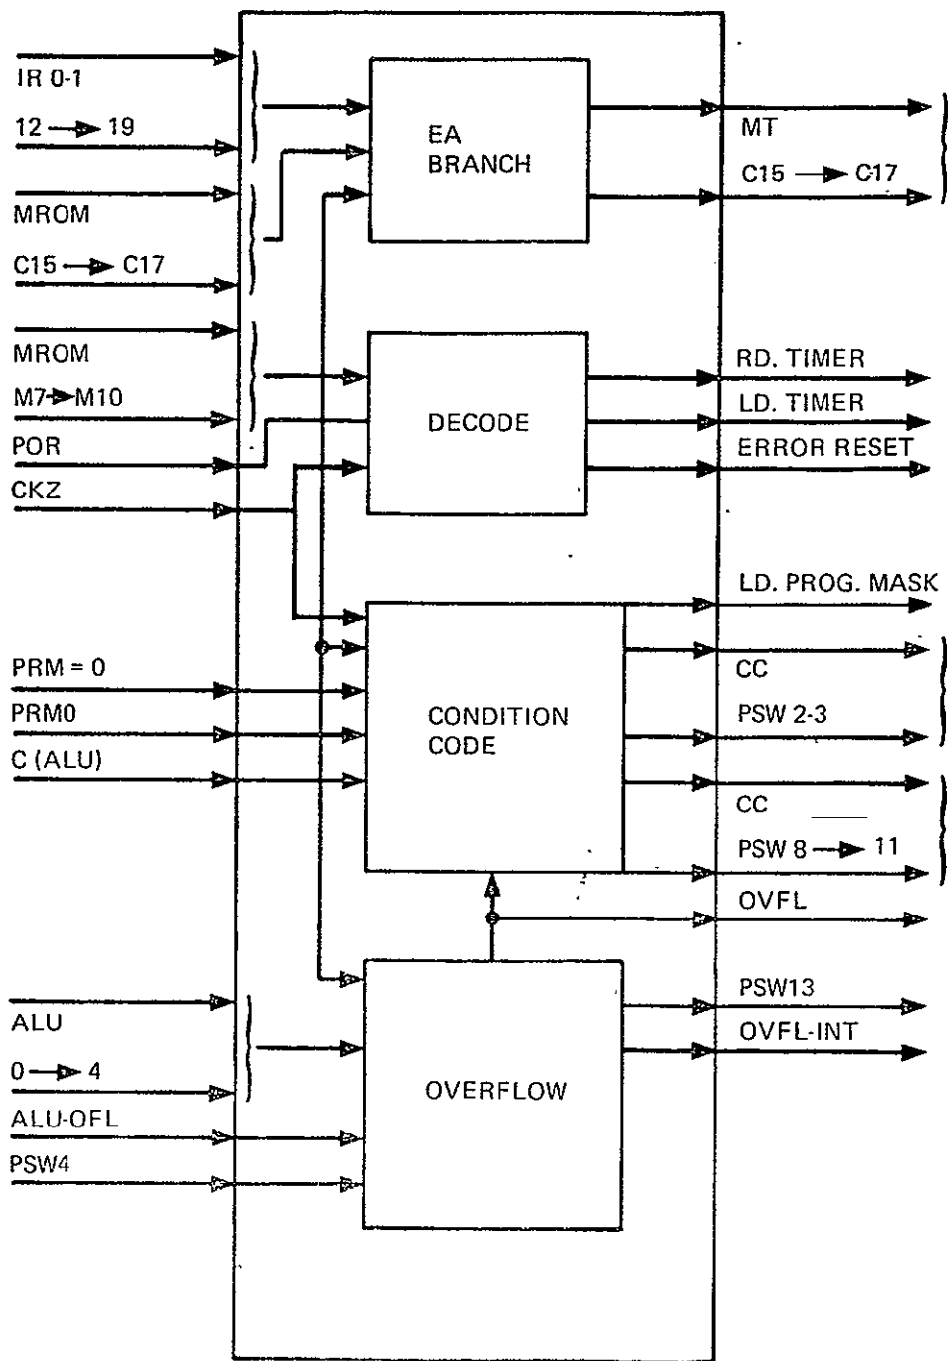 IR 0-1
12 → 19
MROM
C15 → C17
MROM
M7→M10
POR
CKZ
PRM = 0
PRM0
C (ALU)
ALU
0 → 4
ALU-OFL
PSW4
EA
BRANCH
DECODE
CONDITION
CODE
OVERFLOW
MT
C15 → C17
RD. TIMER
LD. TIMER
ERROR RESET
LD. PROG. MASK
CC
PSW 2-3
CC
PSW 8 → 11
OVFL
PSW13
OVFL-INT